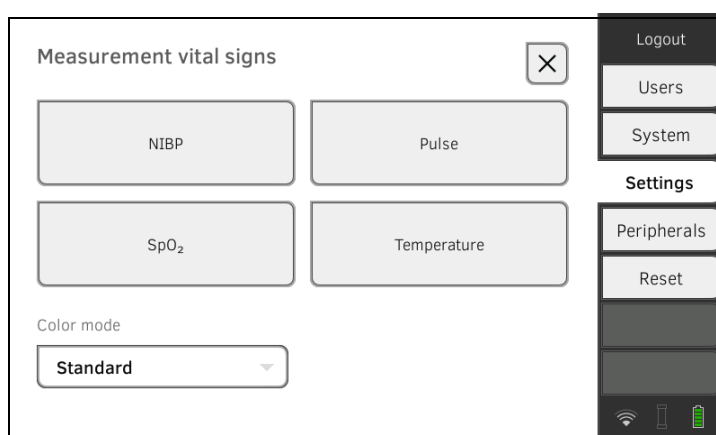 Measurement vital signs
NIBP
Pulse
SpO₂
Temperature
Color mode
Standard
Logout
Users
System
Settings
Peripherals
Reset